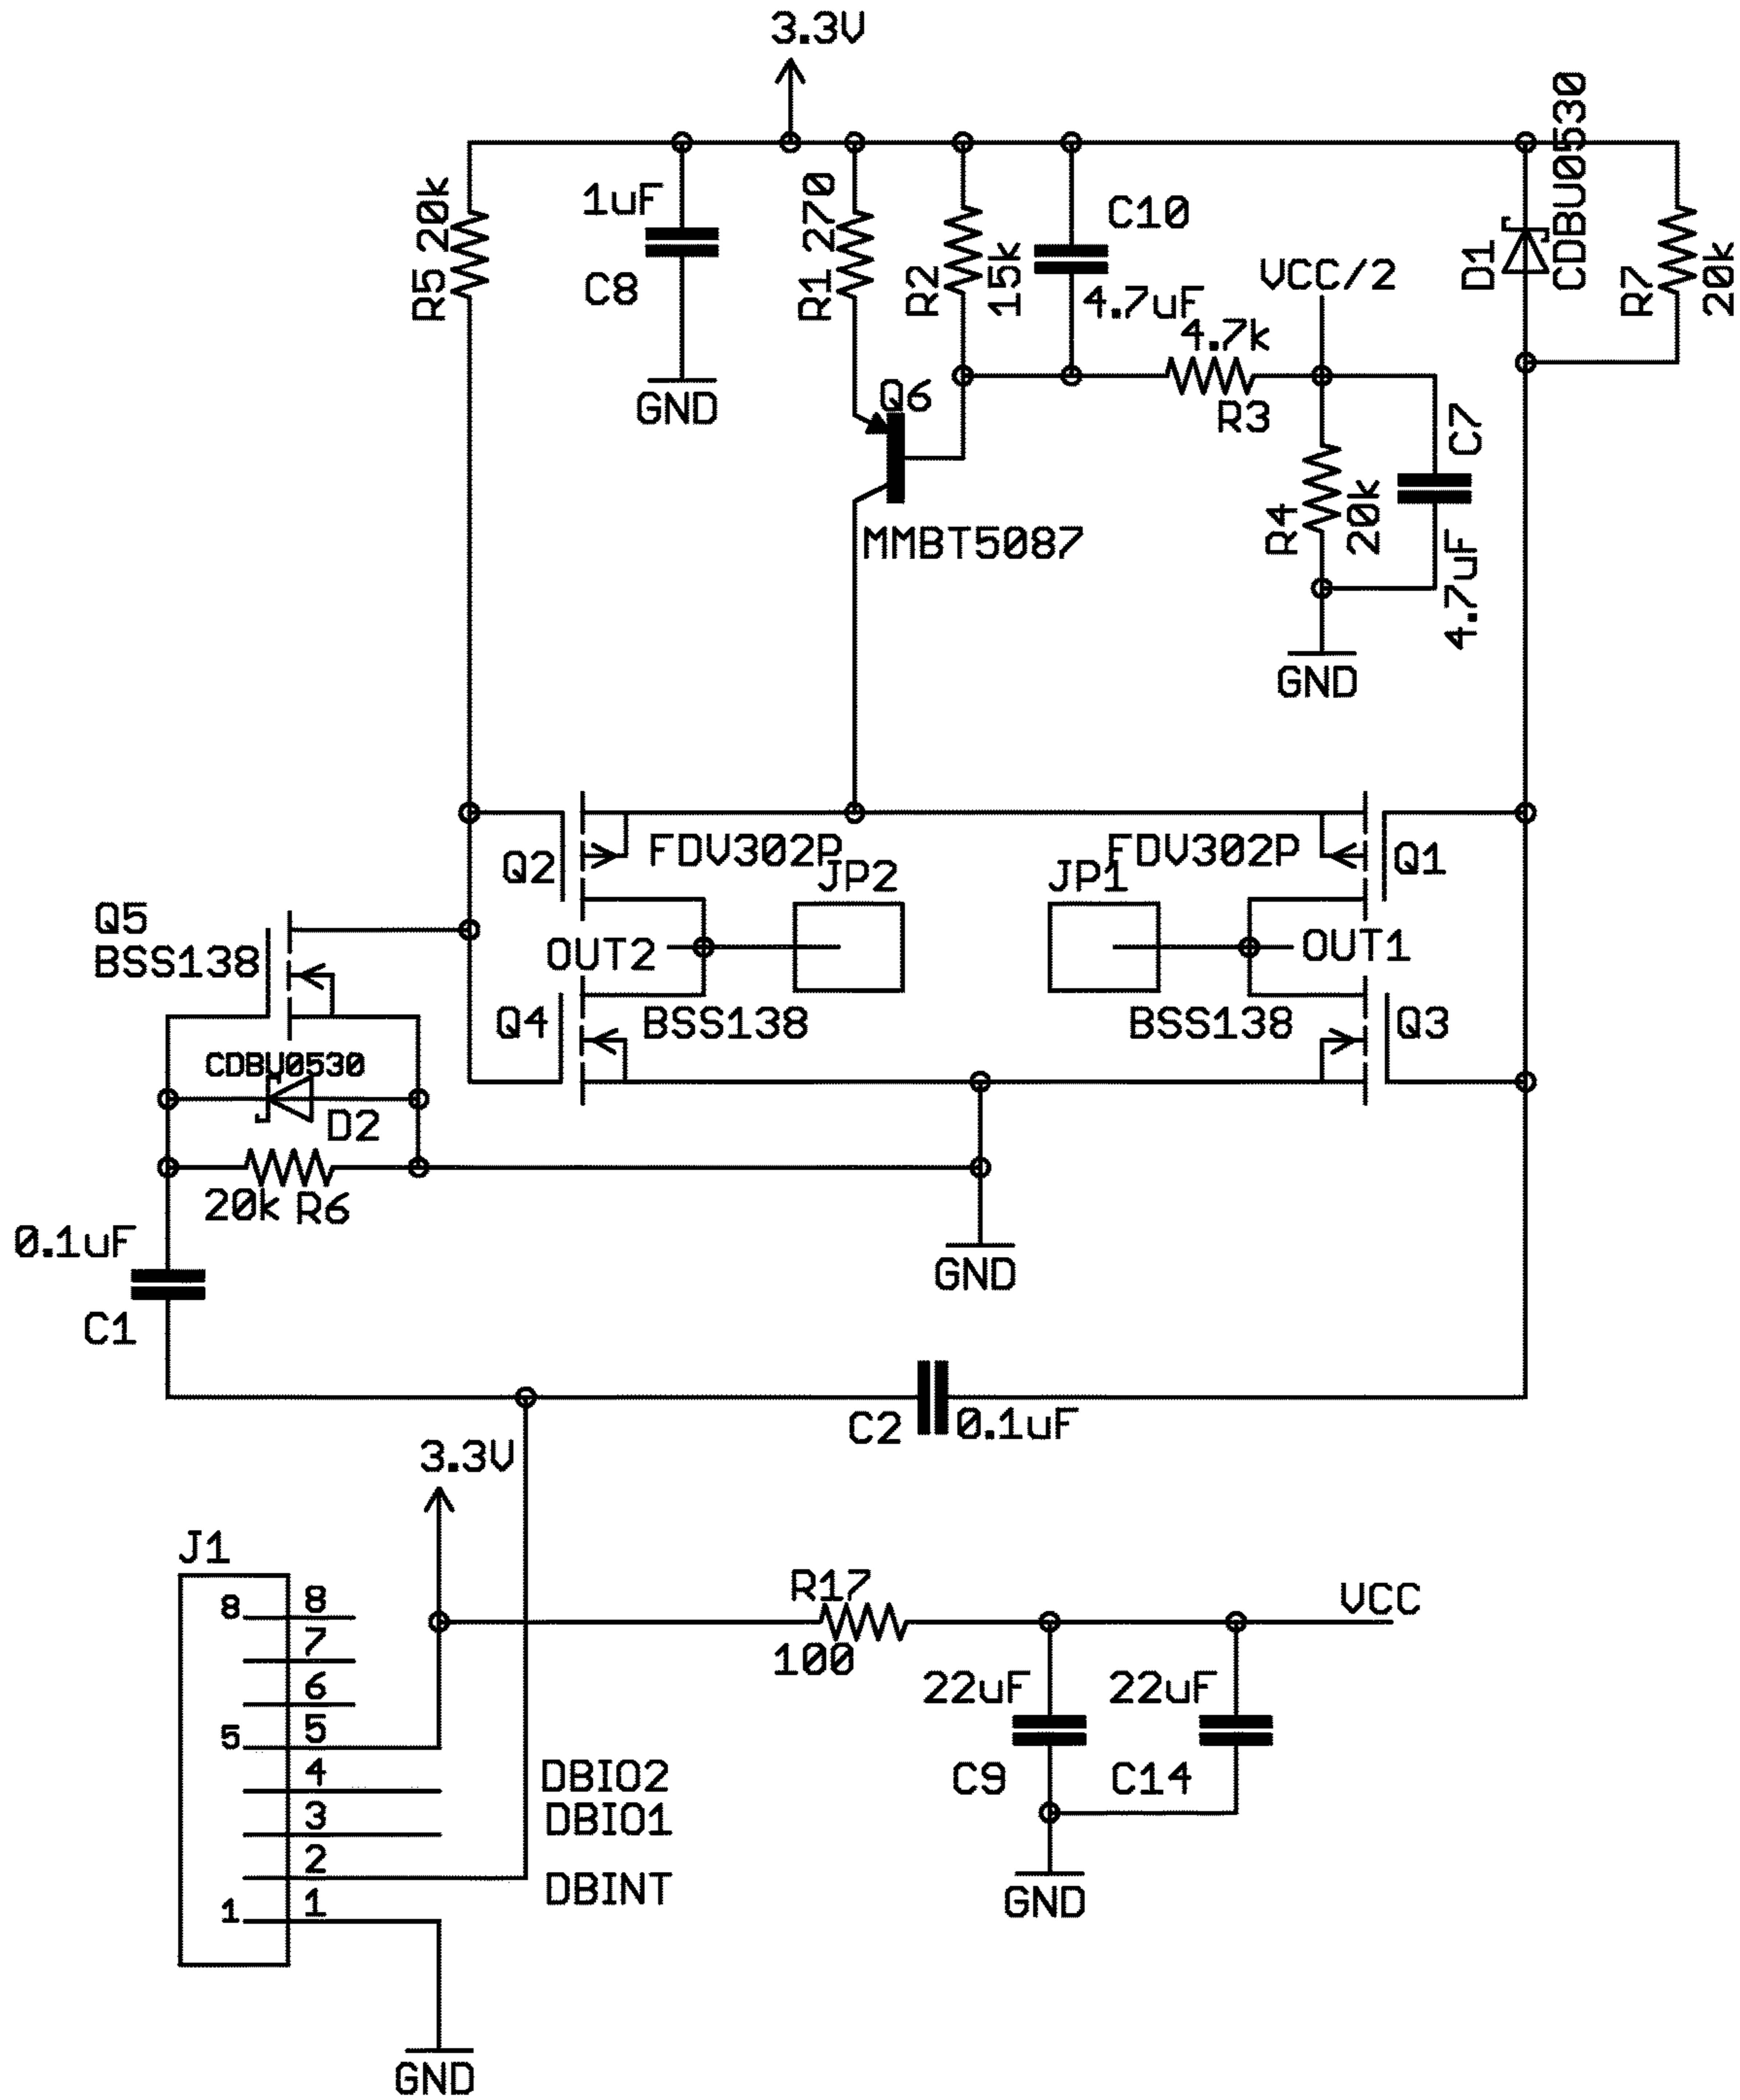 3.3V
R5 20k
1uF
C8
GND
R1 270
R2
15k
C10
4.7uF
4.7k
R3
VCC/2
D1
CDBU0530
R7
20k
Q6
MMBT5087
R4
20k
C7
4.7uF
GND
Q2
FDV302P
FDV302P
Q1
JP2
JP1
Q5
BSS138
OUT2
OUT1
Q4
BSS138
BSS138
Q3
CDBU0530
D2
20k R6
0.1uF
C1
GND
C2
0.1uF
3.3V
J1
R17
100
VCC
22uF
22uF
C9
C14
GND
8 8
7
6
5 5
4 DBIO2
3 DBIO1
2 DBINT
1 1
GND